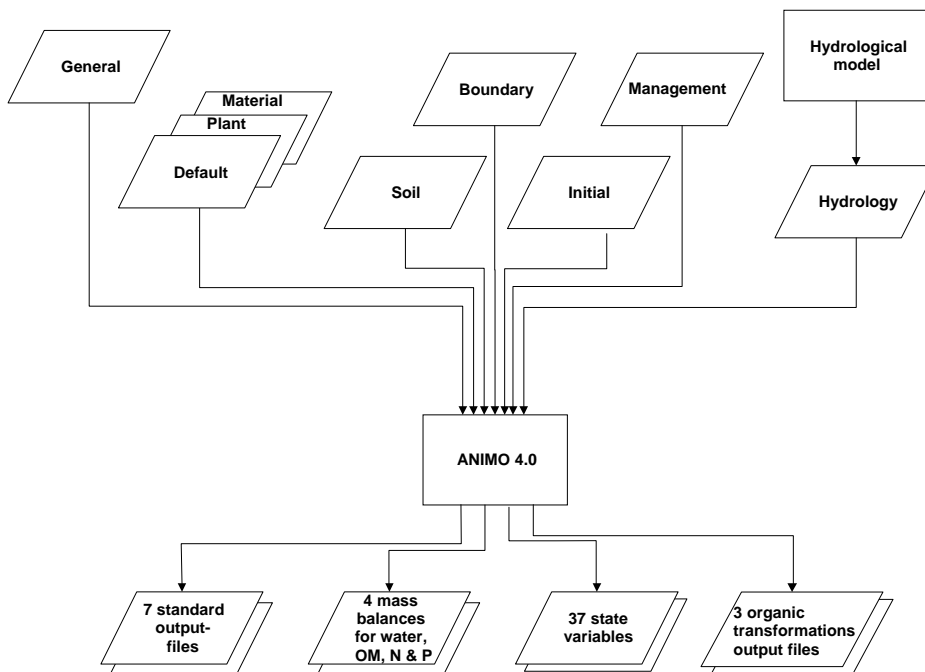 General
Material
Plant
Default
Boundary
Management
Hydrological
model
Soil
Initial
Hydrology
ANIMO 4.0
7 standard
output-
files
4 mass
balances
for water,
OM, N & P
37 state
variables
3 organic
transformations
output files